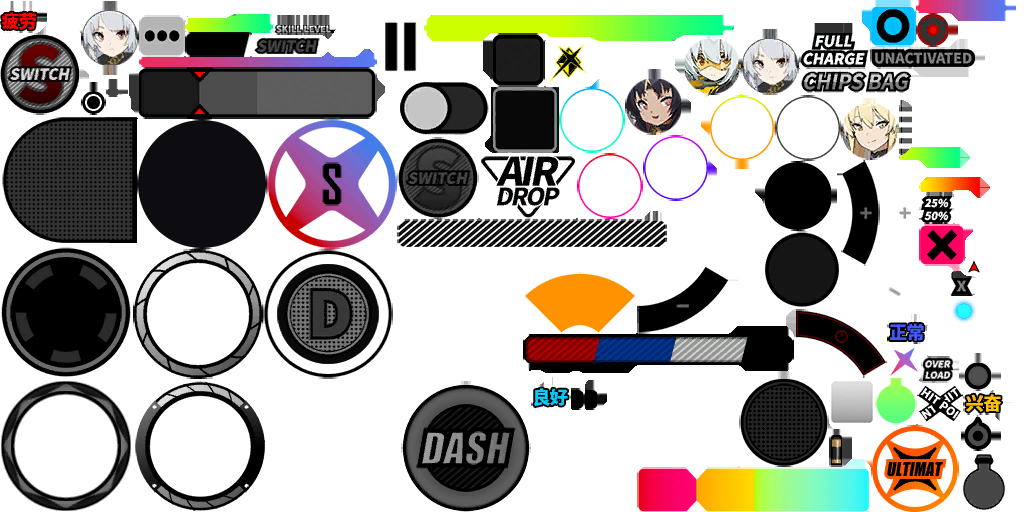 疲劳
SKILL LEVEL
SWITCH
SWITCH
FULL
CHARGE
UNACTIVATED
CHIPS BAG
S
SWITCH
AIR
DROP
25%
50%
X
D
正常
OVER
LOAD
良好
兴奋
DASH
ULTIMAT